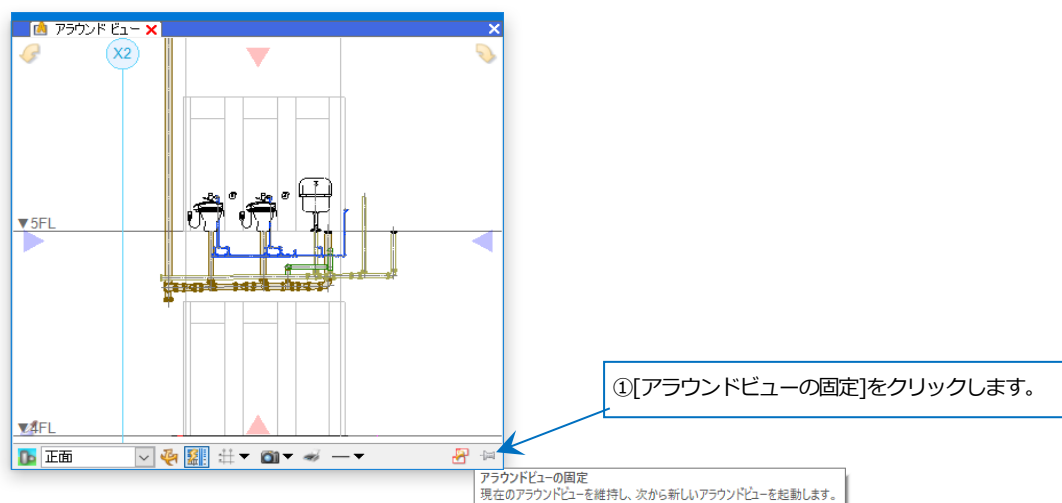 アラウンド ビュー
X2
▼5FL
▼4FL
正面
①[アラウンドビューの固定]をクリックします。
アラウンドビューの固定
現在のアラウンドビューを維持し、次から新しいアラウンドビューを起動します。